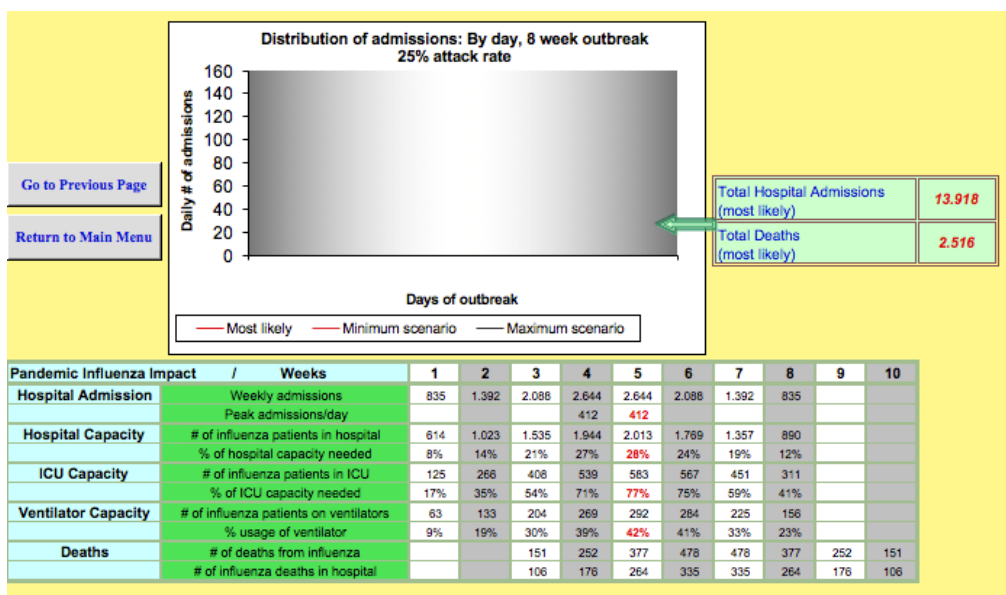 Distribution of admissions: By day, 8 week outbreak
25% attack rate
160
140
120
100
80
60
40
20
0
Daily # of admissions
Days of outbreak
Most likely Minimum scenario Maximum scenario
Go to Previous Page
Return to Main Menu
Total Hospital Admissions
(most likely) 13.918
Total Deaths
(most likely) 2.516
Pandemic Influenza Impact / Weeks 1 2 3 4 5 6 7 8 9 10
Hospital Admission Weekly admissions 835 1.392 2.088 2.644 2.644 2.088 1.392 835
Peak admissions/day 412 412
Hospital Capacity # of influenza patients in hospital 614 1.023 1.535 1.944 2.013 1.769 1.357 890
% of hospital capacity needed 8% 14% 21% 27% 28% 24% 19% 12%
ICU Capacity # of influenza patients in ICU 125 266 408 539 583 567 451 311
% of ICU capacity needed 17% 35% 54% 71% 77% 75% 59% 41%
Ventilator Capacity # of influenza patients on ventilators 63 133 204 269 292 284 225 156
% usage of ventilator 9% 19% 30% 39% 42% 41% 33% 23%
Deaths # of deaths from influenza 151 252 377 478 478 377 252 151
# of influenza deaths in hospital 106 176 264 335 335 264 176 106